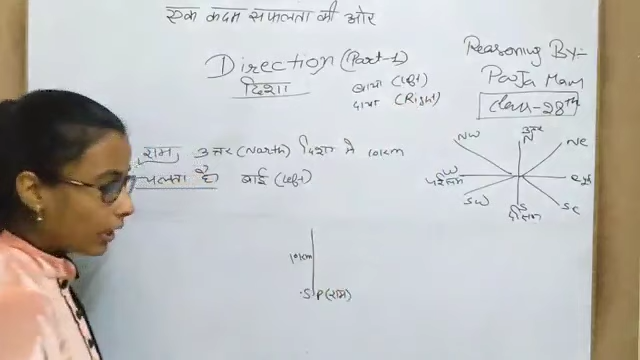 एक कदम सफलता की ओर
Direction (Part-1)
दिशा
बायां (left)
दायां (Right)
Reasoning By:-
Pooja Mam
Class-28th
राम, उत्तर (North) दिशा में 10km
चलता है बाई (left)
NW
उत्तर
N
NE
W
पश्चिम
SW
S
SE
10km
.S.P (राम)